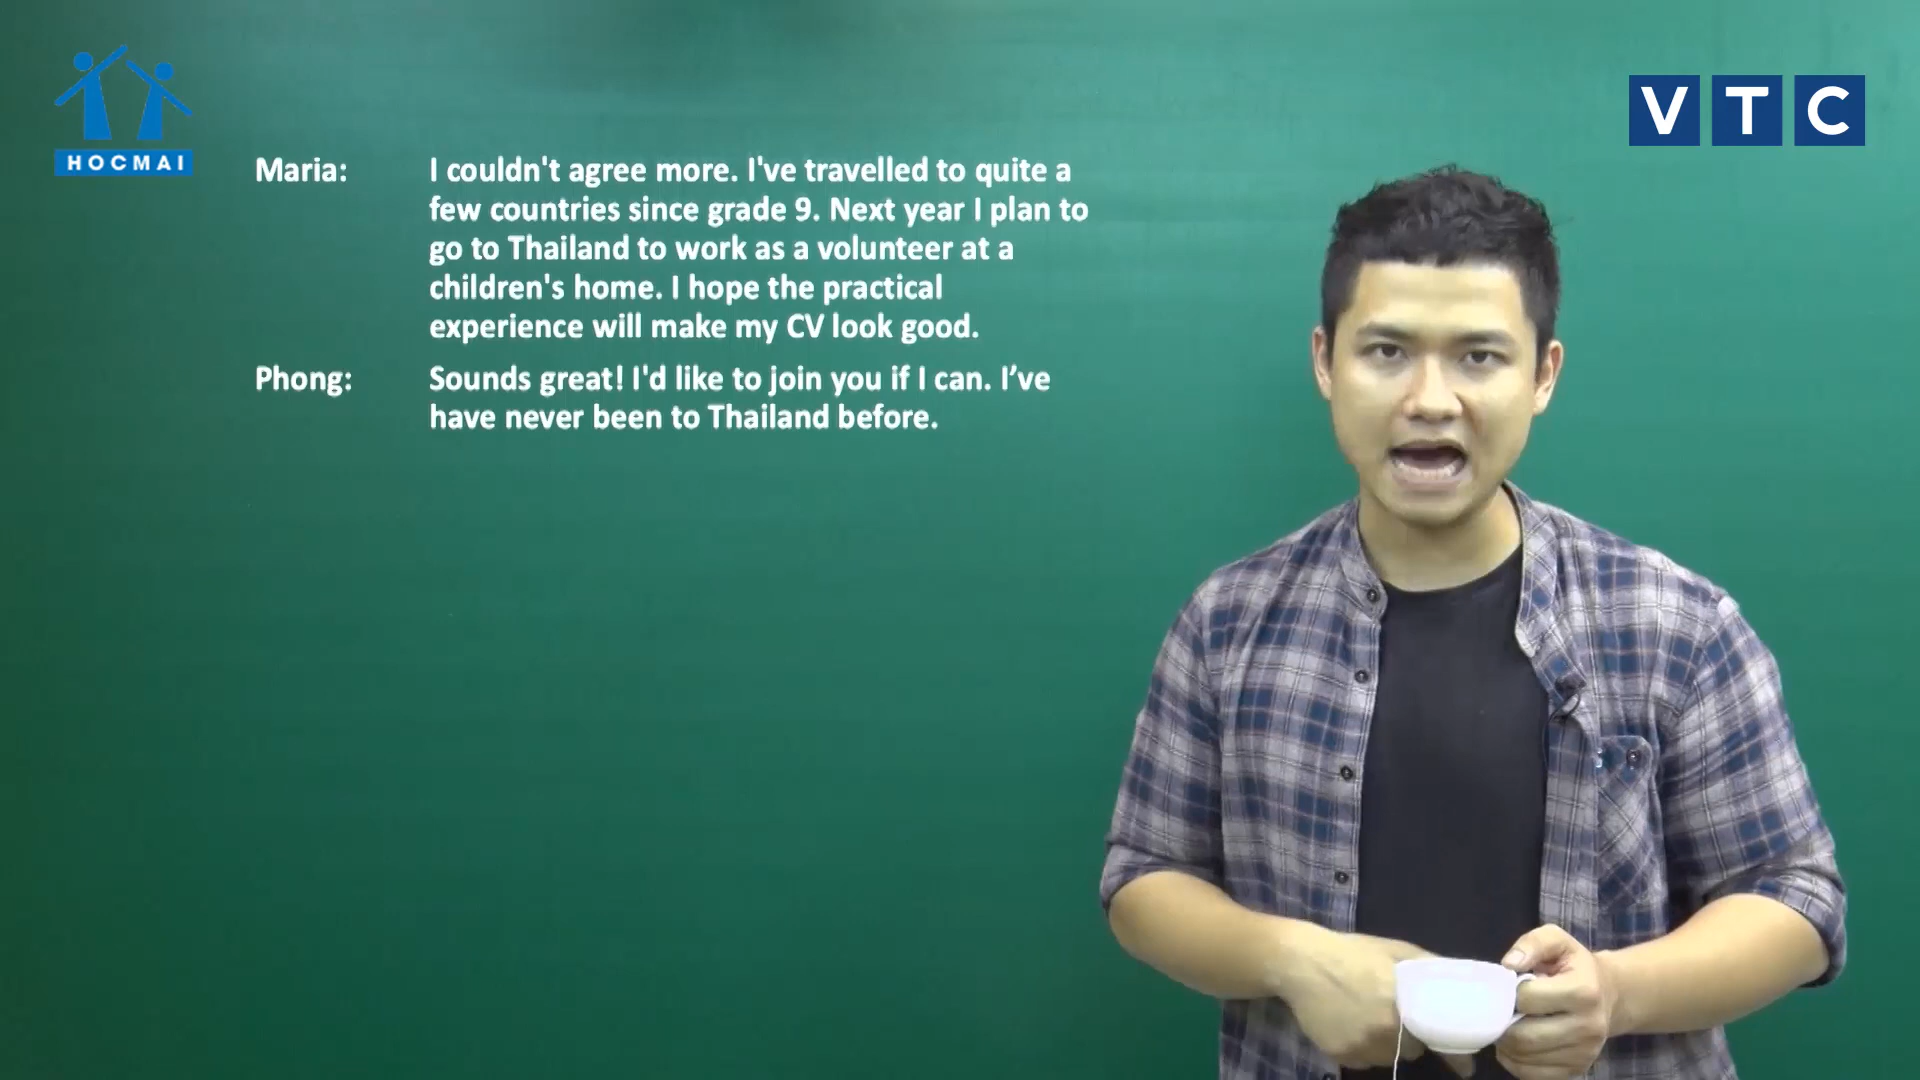 HOCMAI
VTC
Maria: I couldn't agree more. I've travelled to quite a
few countries since grade 9. Next year I plan to
go to Thailand to work as a volunteer at a
children's home. I hope the practical
experience will make my CV look good.
Phong: Sounds great! I'd like to join you if I can. I’ve
have never been to Thailand before.